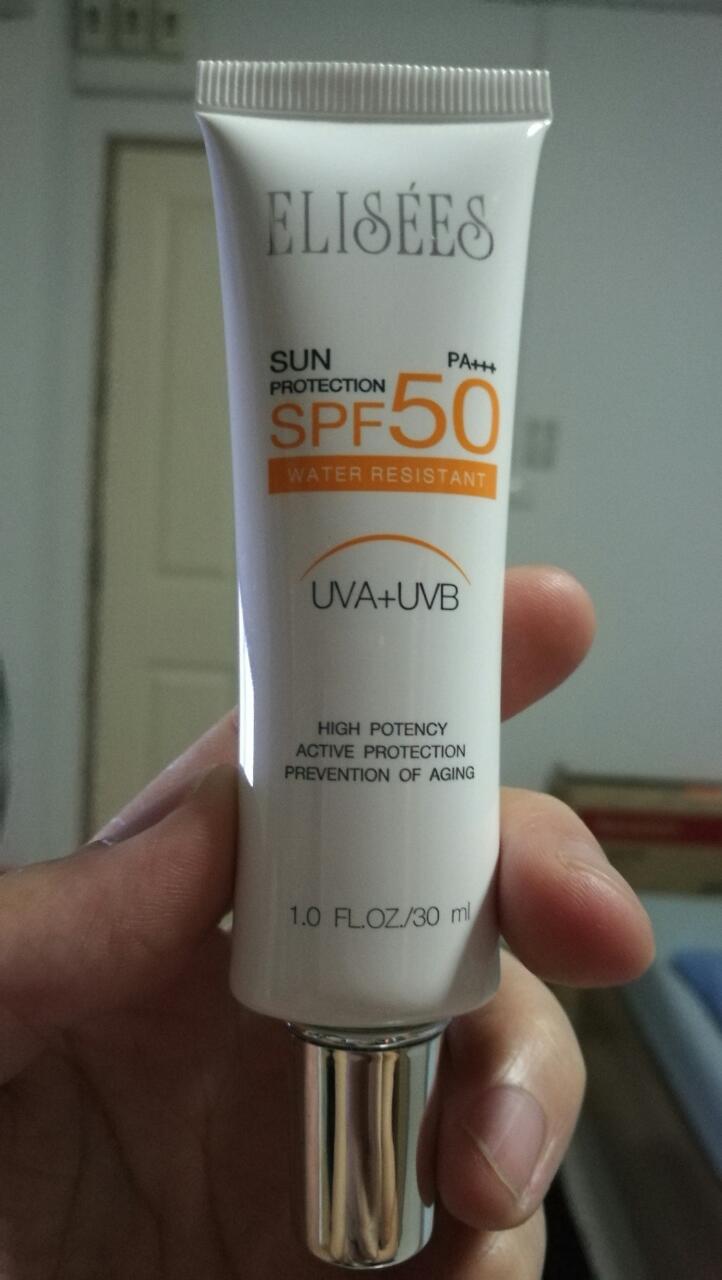 ELISÉES
SUN PA+++
PROTECTION
SPF50
WATER RESISTANT
UVA+UVB
HIGH POTENCY
ACTIVE PROTECTION
PREVENTION OF AGING
1.0 FL.OZ./30 ml